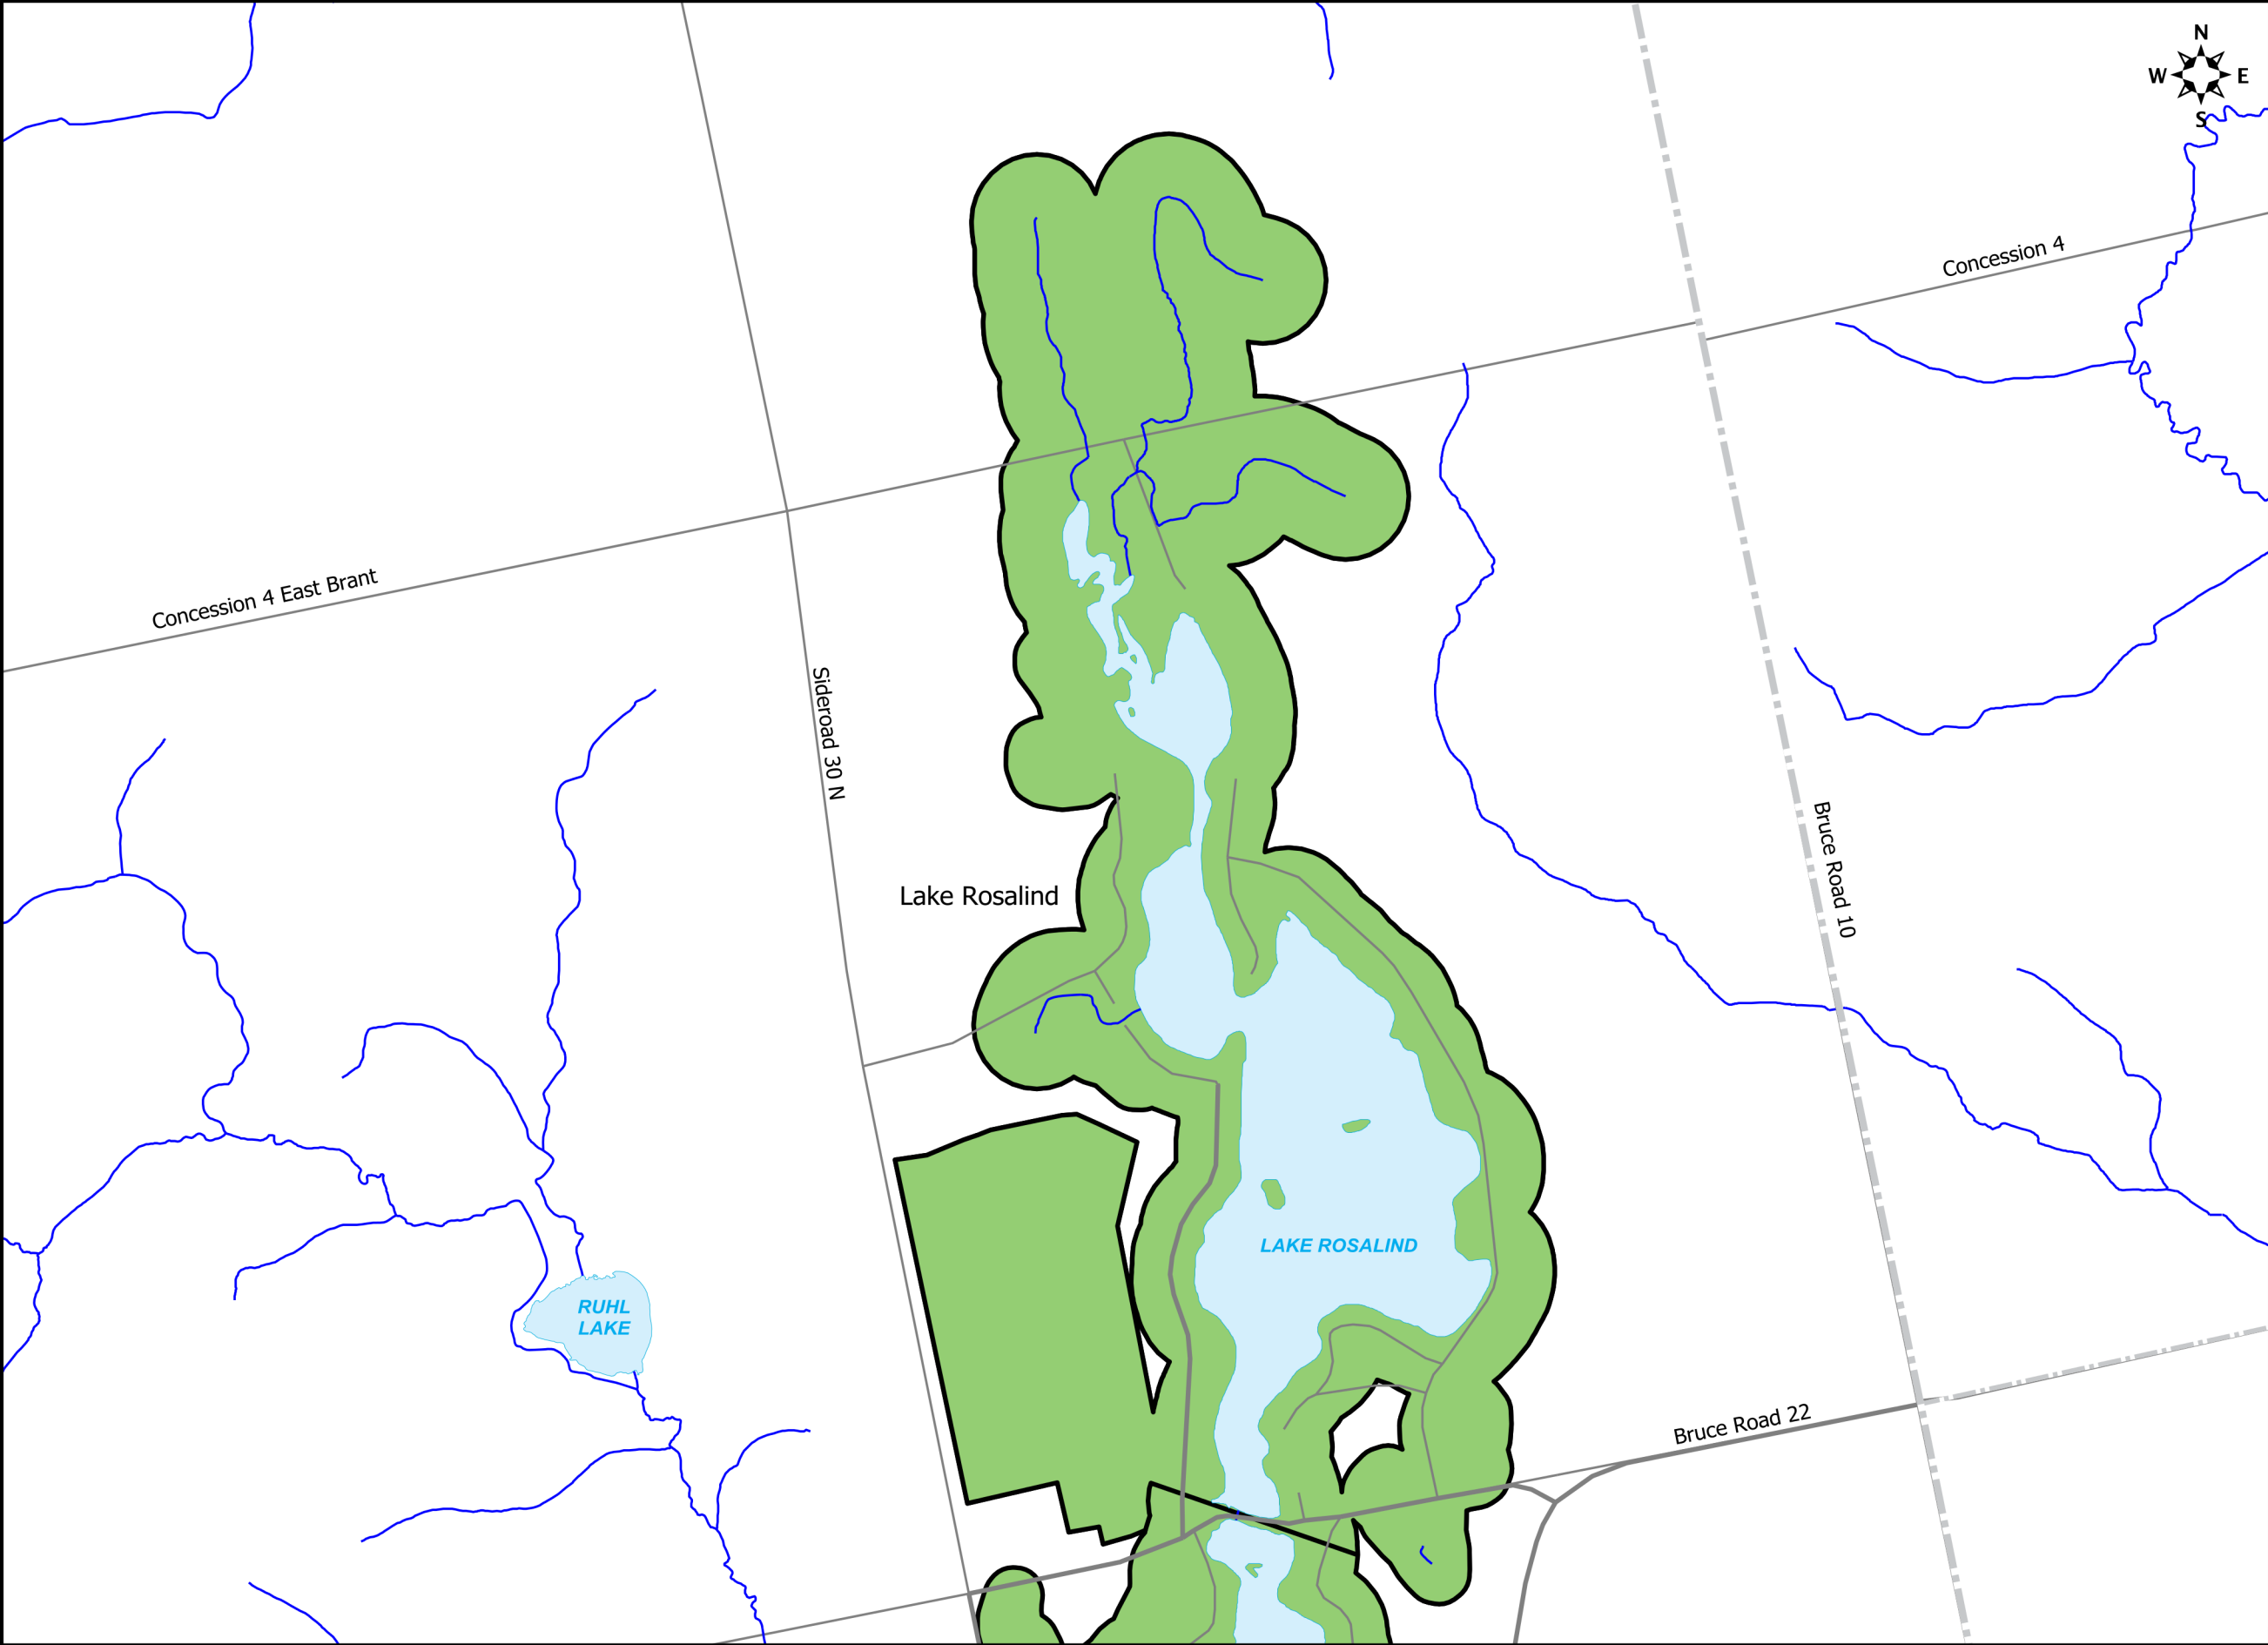 N
W E
S
Concession 4
Concession 4 East Brant
Sideroad 30 N
Bruce Road 10
Lake Rosalind
LAKE ROSALIND
RUHL
LAKE
Bruce Road 22